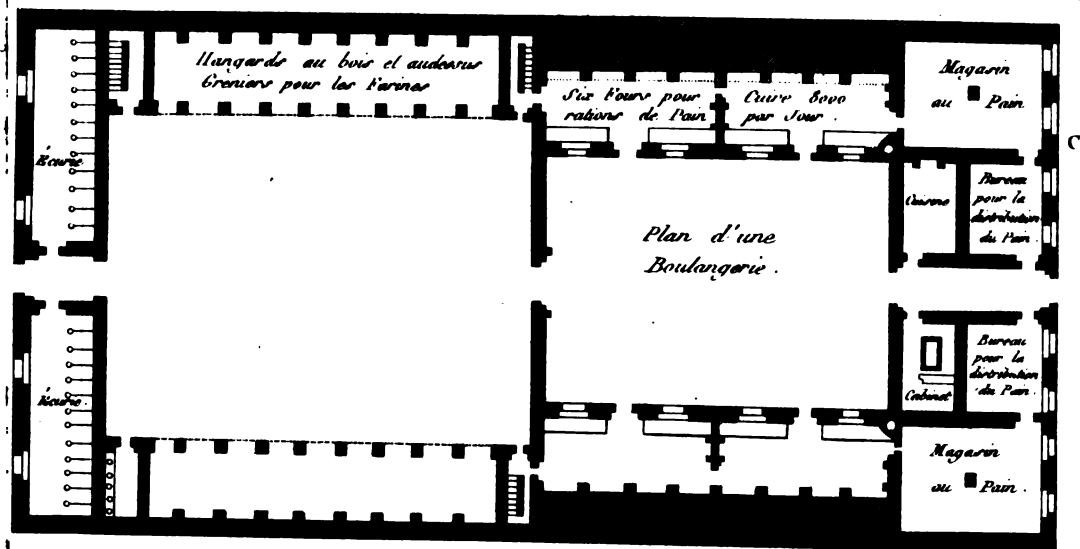 Hangards au bois et audessus
Greniers pour les Farines
Six Fours pour
rations de Pain
Cuire 8000
par Jour.
Magasin
au Pain
Écurie
Cuisine
Bureau
pour la
distribution
du Pain
Plan d'une
Boulangerie.
Écurie.
Cabinet
Bureau
pour la
distribution
du Pain
Magasin
au Pain.